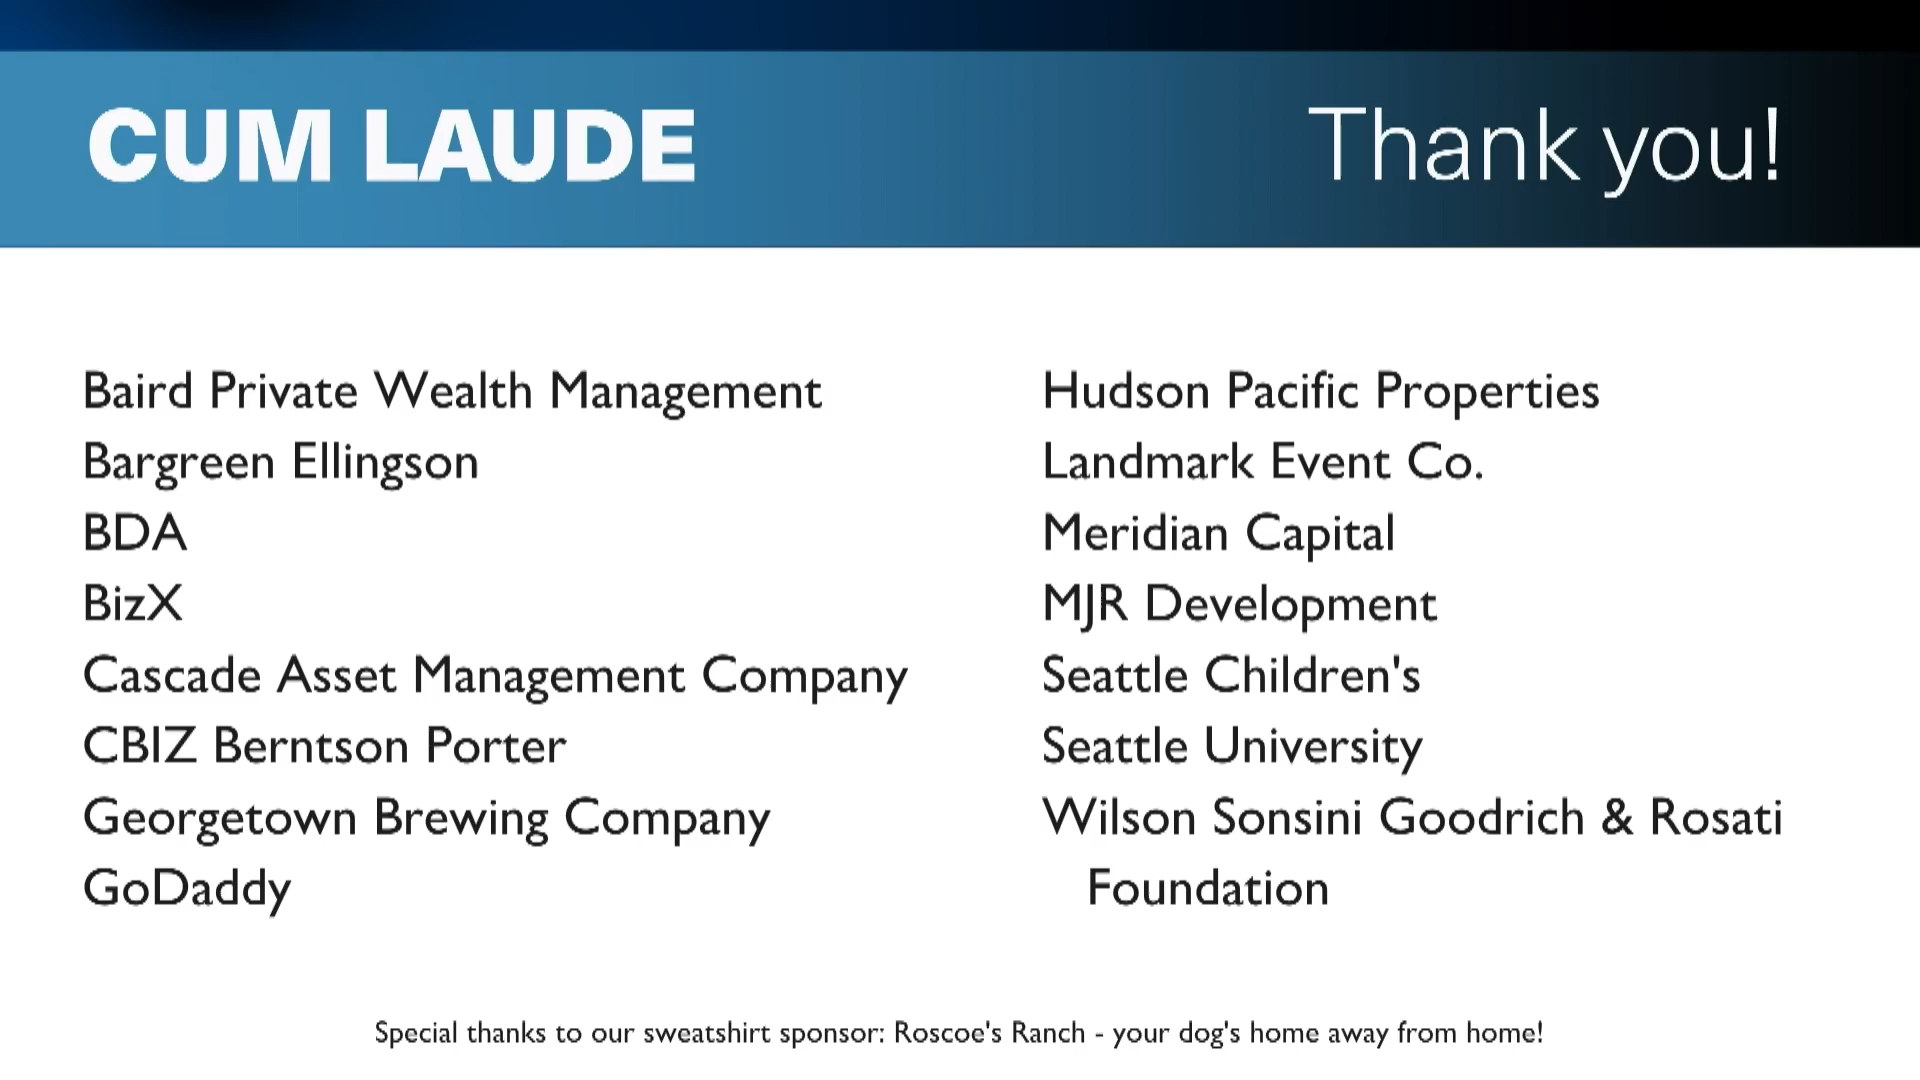 CUM LAUDE
Thank you!
Baird Private Wealth Management
Bargreen Ellingson
BDA
BizX
Cascade Asset Management Company
CBIZ Berntson Porter
Georgetown Brewing Company
GoDaddy
Hudson Pacific Properties
Landmark Event Co.
Meridian Capital
MJR Development
Seattle Children's
Seattle University
Wilson Sonsini Goodrich & Rosati
Foundation
Special thanks to our sweatshirt sponsor: Roscoe's Ranch - your dog's home away from home!